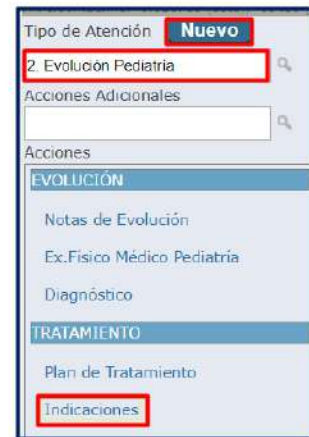 Tipo de Atención Nuevo
2. Evolución Pediatria
Acciones Adicionales
Acciones
EVOLUCIÓN
Notas de Evolución
Ex.Físico Médico Pediatría
Diagnóstico
TRATAMIENTO
Plan de Tratamiento
Indicaciones